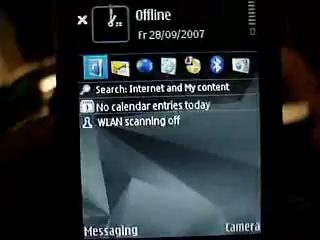 Offline
Fr 28/09/2007
Search: Internet and My content
No calendar entries today
WLAN scanning off
Messaging
Camera